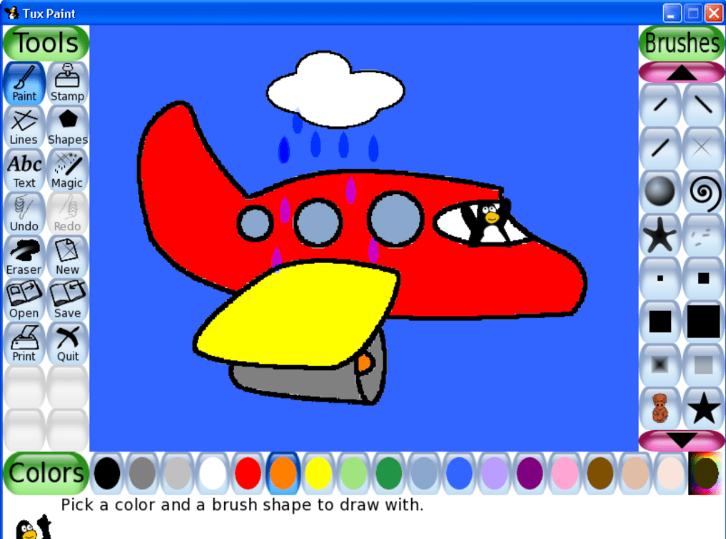 Tux Paint
Tools
Brushes
Paint
Stamp
Lines
Shapes
Abc
Text
Magic
Undo
Redo
Eraser
New
Open
Save
Print
Quit
Colors
Pick a color and a brush shape to draw with.